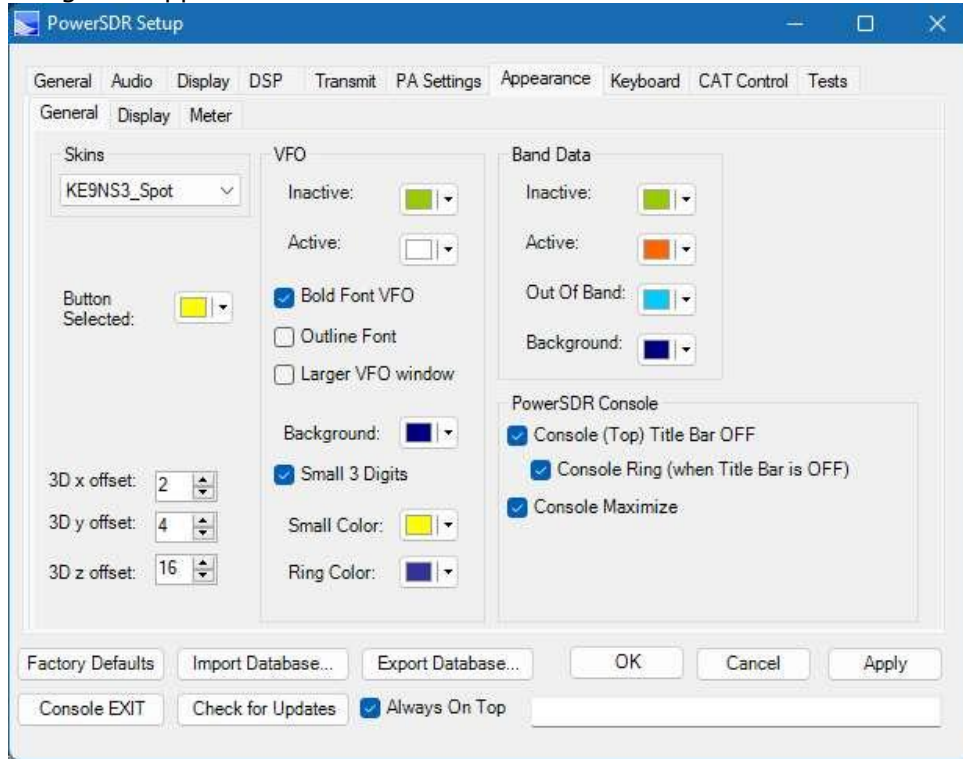 PowerSDR Setup
General Audio Display DSP Transmit PA Settings Appearance Keyboard CAT Control Tests
General Display Meter
Skins
KE9NS3_Spot
Button
Selected:
3D x offset: 2
3D y offset: 4
3D z offset: 16
VFO
Inactive:
Active:
Bold Font VFO
Outline Font
Larger VFO window
Background:
Small 3 Digits
Small Color:
Ring Color:
Band Data
Inactive:
Active:
Out Of Band:
Background:
PowerSDR Console
Console (Top) Title Bar OFF
Console Ring (when Title Bar is OFF)
Console Maximize
Factory Defaults Import Database... Export Database... OK Cancel Apply
Console EXIT Check for Updates Always On Top